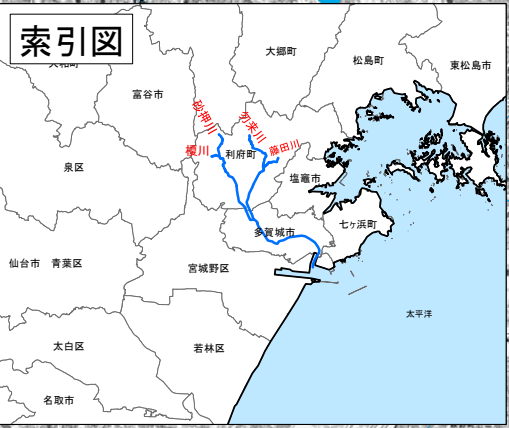 索引図
大和町
大郷町
松島町
東松島市
富谷市
砂押川
勿来川
藤田川
榎川
利府町
泉区
塩竈市
七ヶ浜町
多賀城市
仙台市 青葉区
宮城野区
太平洋
太白区
若林区
名取市